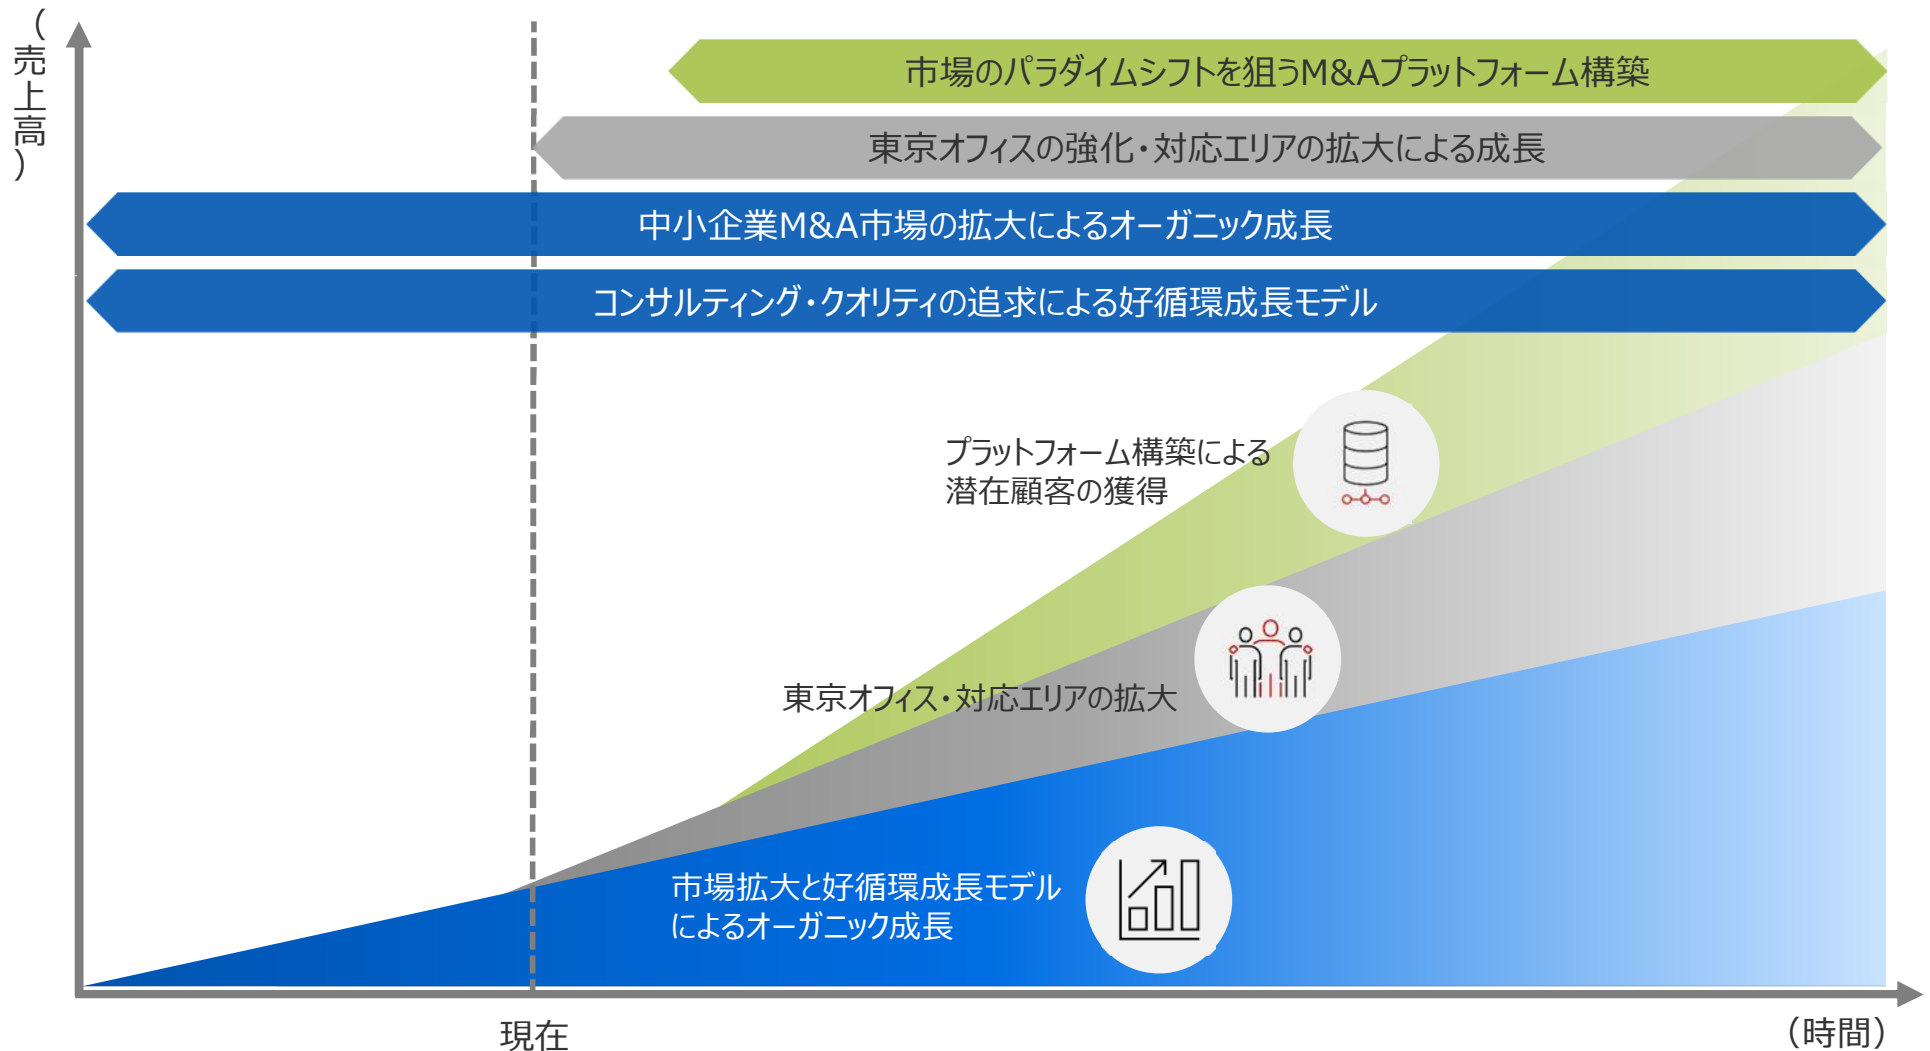 （売上高）
市場のパラダイムシフトを狙うM&Aプラットフォーム構築
東京オフィスの強化・対応エリアの拡大による成長
中小企業M&A市場の拡大によるオーガニック成長
コンサルティング・クオリティの追求による好循環成長モデル
プラットフォーム構築による
潜在顧客の獲得
東京オフィス・対応エリアの拡大
市場拡大と好循環成長モデル
によるオーガニック成長
現在
（時間）